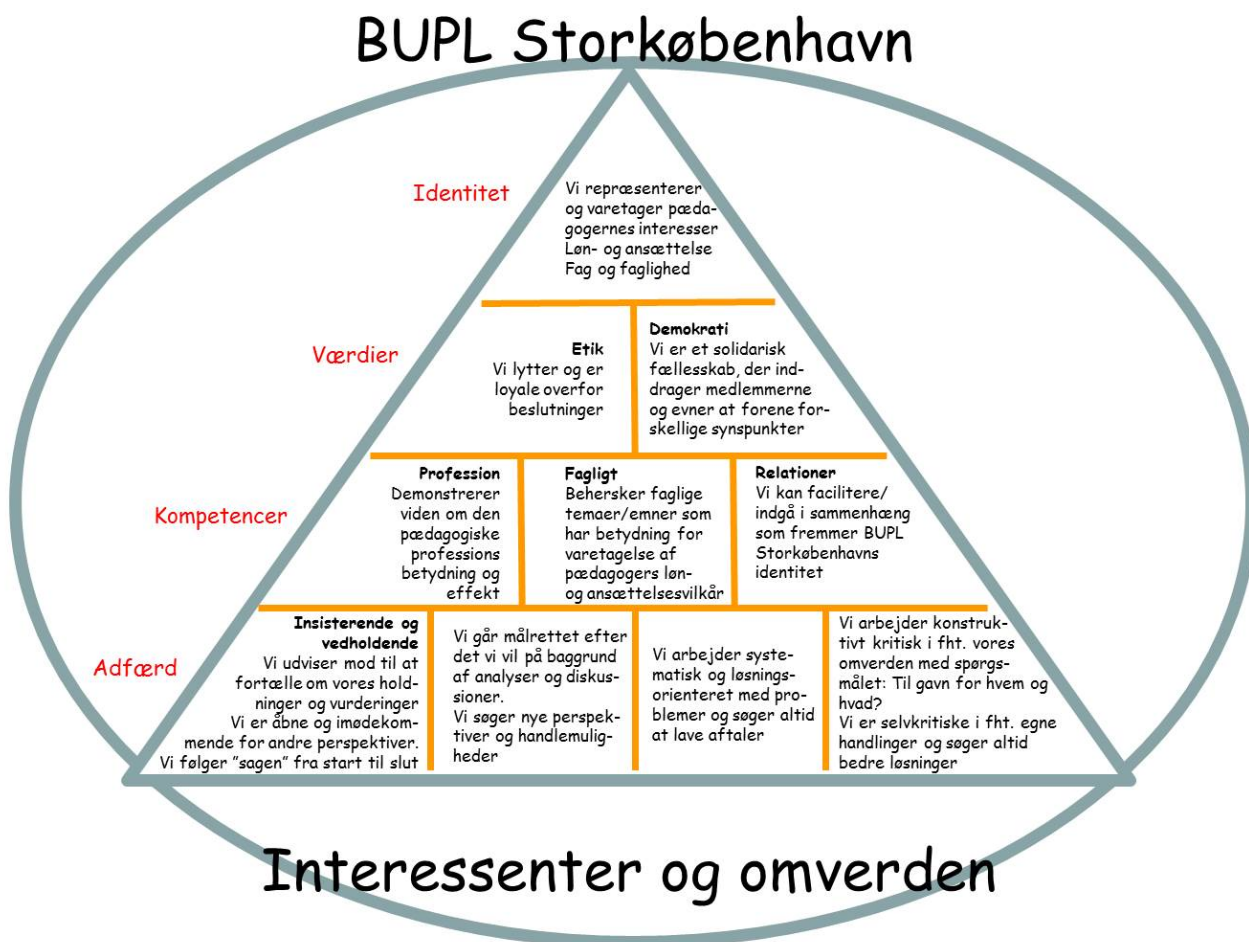 BUPL Storkøbenhavn
Identitet
Vi repræsenterer
og varetager pæda-
gogernes interesser
Løn- og ansættelse
Fag og faglighed
Værdier
Etik
Vi lytter og er
loyale overfor
beslutninger
Demokrati
Vi er et solidarisk
fællesskab, der ind-
drager medlemmerne
og evner at forene for-
skellige synspunkter
Kompetencer
Profession
Demonstrerer
viden om den
pædagogiske
professions
betydning og
effekt
Fagligt
Behersker faglige
temaer/emner som
har betydning for
varetagelse af
pædagogers løn-
og ansættelsesvilkår
Relationer
Vi kan facilitere/
indgå i sammenhæng
som fremmer BUPL
Storkøbenhavns
identitet
Adfærd
Insisterende og
vedholdende
Vi udviser mod til at
fortælle om vores hold-
ninger og vurderinger
Vi er åbne og imødekom-
mende for andre perspektiver.
Vi følger ”sagen” fra start til slut
Vi går målrettet efter
det vi vil på baggrund
af analyser og diskus-
sioner.
Vi søger nye perspek-
tiver og handlemulig-
heder
Vi arbejder syste-
matisk og løsnings-
orienteret med pro-
blemer og søger altid
at lave aftaler
Vi arbejder konstruk-
tivt kritisk i fht. vores
omverden med spørgs-
målet: Til gavn for hvem og
hvad?
Vi er selvkritiske i fht. egne
handlinger og søger altid
bedre løsninger
Interessenter og omverden